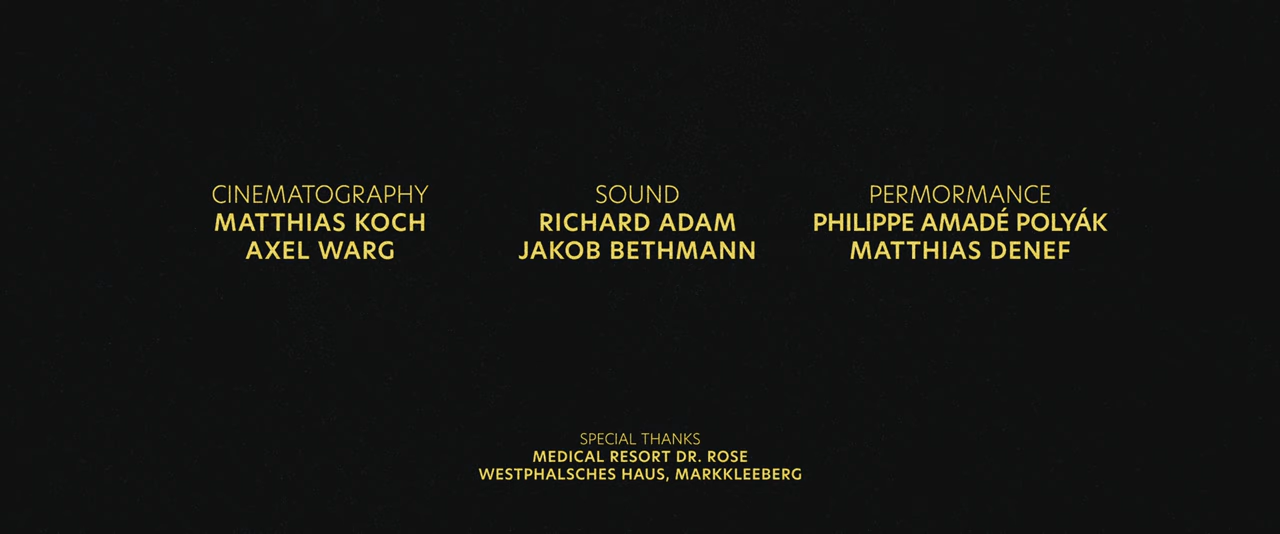 CINEMATOGRAPHY
MATTHIAS KOCH
AXEL WARG
SOUND
RICHARD ADAM
JAKOB BETHMANN
PERMORMANCE
PHILIPPE AMADÉ POLYÁK
MATTHIAS DENEF
SPECIAL THANKS
MEDICAL RESORT DR. ROSE
WESTPHALSCHES HAUS, MARKKLEEBERG